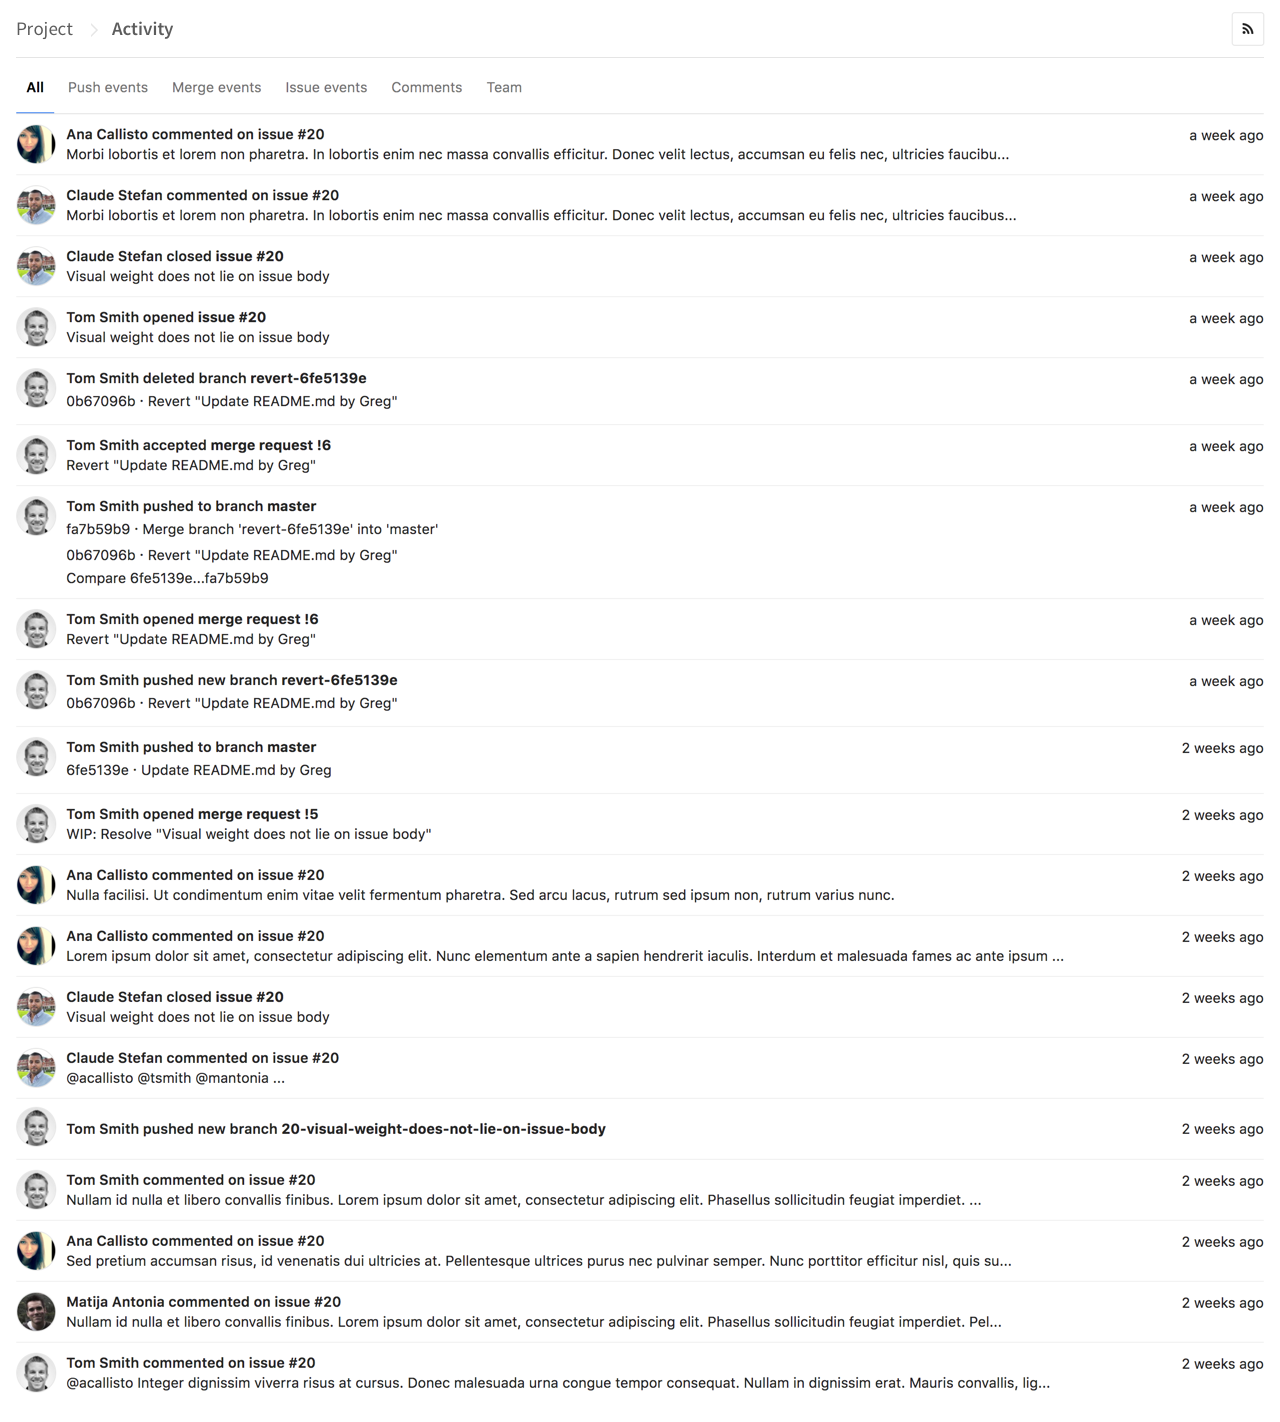 Project
Activity
All
Push events
Merge events
Issue events
Comments
Team
Ana Callisto commented on issue #20
a week ago
Morbi lobortis et lorem non pharetra. In lobortis enim nec massa convallis efficitur. Donec velit lectus, accumsan eu felis nec, ultricies faucibu...
Claude Stefan commented on issue #20
a week ago
Morbi lobortis et lorem non pharetra. In lobortis enim nec massa convallis efficitur. Donec velit lectus, accumsan eu felis nec, ultricies faucibus...
Claude Stefan closed issue #20
a week ago
Visual weight does not lie on issue body
Tom Smith opened issue #20
a week ago
Visual weight does not lie on issue body
Tom Smith deleted branch revert-6fe5139e
a week ago
0b67096b · Revert "Update README.md by Greg"
Tom Smith accepted merge request !6
a week ago
Revert "Update README.md by Greg"
Tom Smith pushed to branch master
a week ago
fa7b59b9 · Merge branch 'revert-6fe5139e' into 'master'
0b67096b · Revert "Update README.md by Greg"
Compare 6fe5139e...fa7b59b9
Tom Smith opened merge request !6
a week ago
Revert "Update README.md by Greg"
Tom Smith pushed new branch revert-6fe5139e
a week ago
0b67096b · Revert "Update README.md by Greg"
Tom Smith pushed to branch master
2 weeks ago
6fe5139e · Update README.md by Greg
Tom Smith opened merge request !5
2 weeks ago
WIP: Resolve "Visual weight does not lie on issue body"
Ana Callisto commented on issue #20
2 weeks ago
Nulla facilisi. Ut condimentum enim vitae velit fermentum pharetra. Sed arcu lacus, rutrum sed ipsum non, rutrum varius nunc.
Ana Callisto commented on issue #20
2 weeks ago
Lorem ipsum dolor sit amet, consectetur adipiscing elit. Nunc elementum ante a sapien hendrerit iaculis. Interdum et malesuada fames ac ante ipsum ...
Claude Stefan closed issue #20
2 weeks ago
Visual weight does not lie on issue body
Claude Stefan commented on issue #20
2 weeks ago
@acallisto @tsmith @mantonia ...
Tom Smith pushed new branch 20-visual-weight-does-not-lie-on-issue-body
2 weeks ago
Tom Smith commented on issue #20
2 weeks ago
Nullam id nulla et libero convallis finibus. Lorem ipsum dolor sit amet, consectetur adipiscing elit. Phasellus sollicitudin feugiat imperdiet. ...
Ana Callisto commented on issue #20
2 weeks ago
Sed pretium accumsan risus, id venenatis dui ultricies at. Pellentesque ultrices purus nec pulvinar semper. Nunc porttitor efficitur nisl, quis su...
Matija Antonia commented on issue #20
2 weeks ago
Nullam id nulla et libero convallis finibus. Lorem ipsum dolor sit amet, consectetur adipiscing elit. Phasellus sollicitudin feugiat imperdiet. Pel...
Tom Smith commented on issue #20
2 weeks ago
@acallisto Integer dignissim viverra risus at cursus. Donec malesuada urna congue tempor consequat. Nullam in dignissim erat. Mauris convallis, lig...